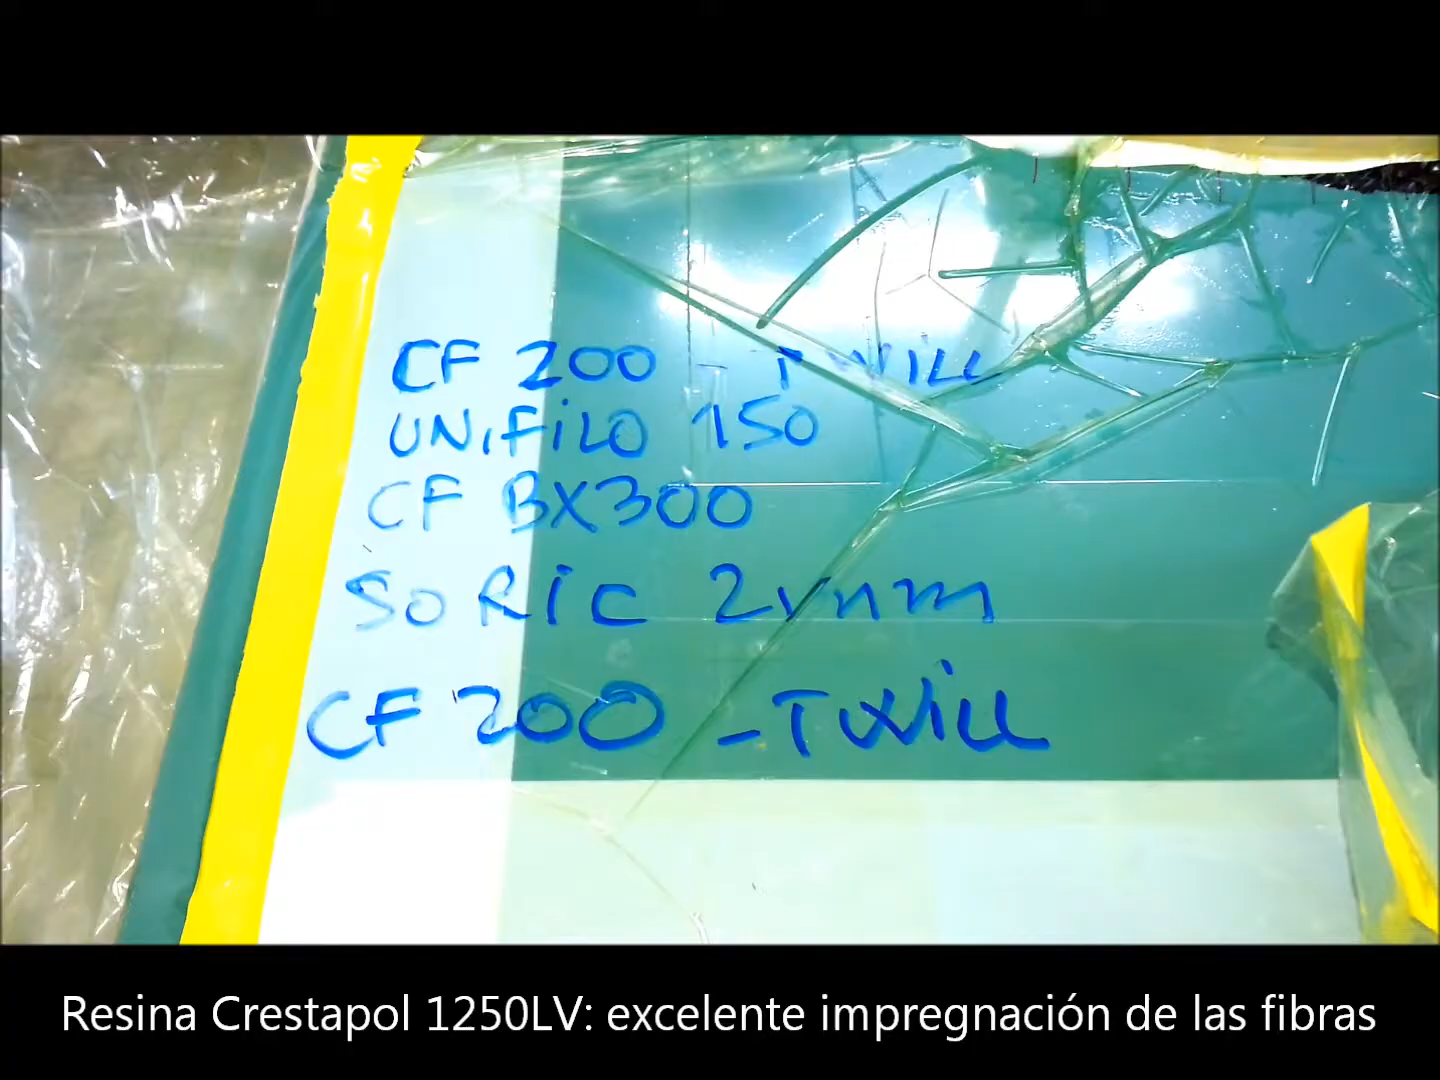 CF 200 - TWiLL
UNiFiLO 150
CF BX300
SORiC 2mm
CF 200 - TWiLL
Resina Crestapol 1250LV: excelente impregnación de las fibras